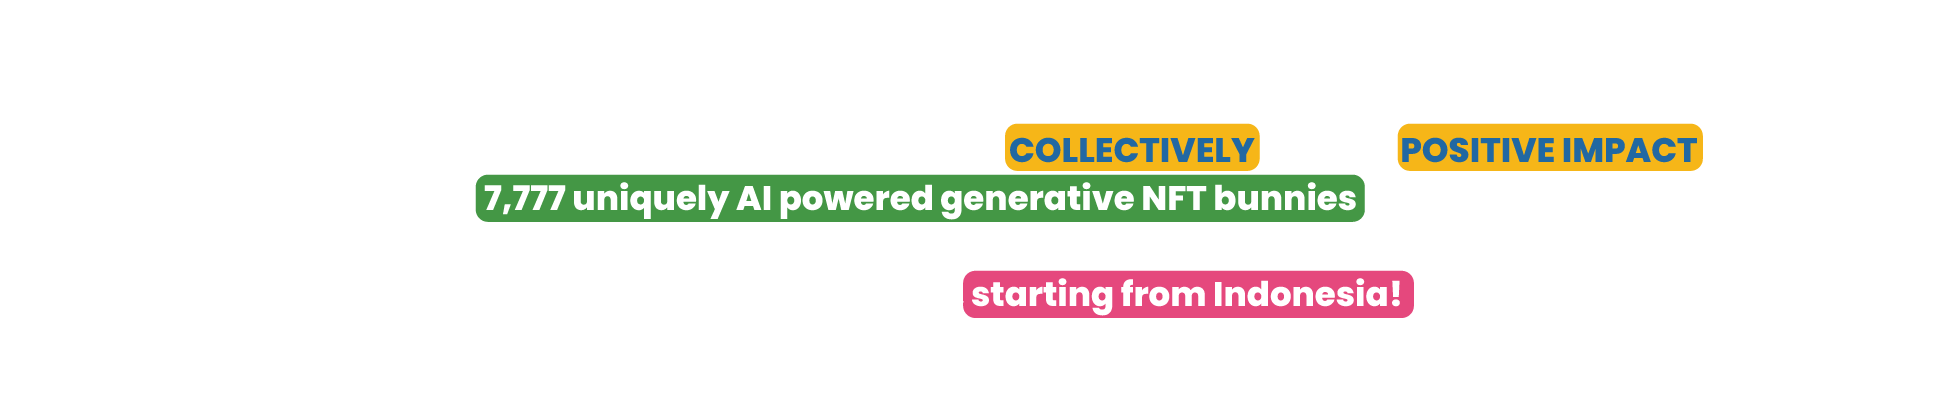 COLLECTIVELY POSITIVE IMPACT
7,777 uniquely AI powered generative NFT bunnies
starting from Indonesia!